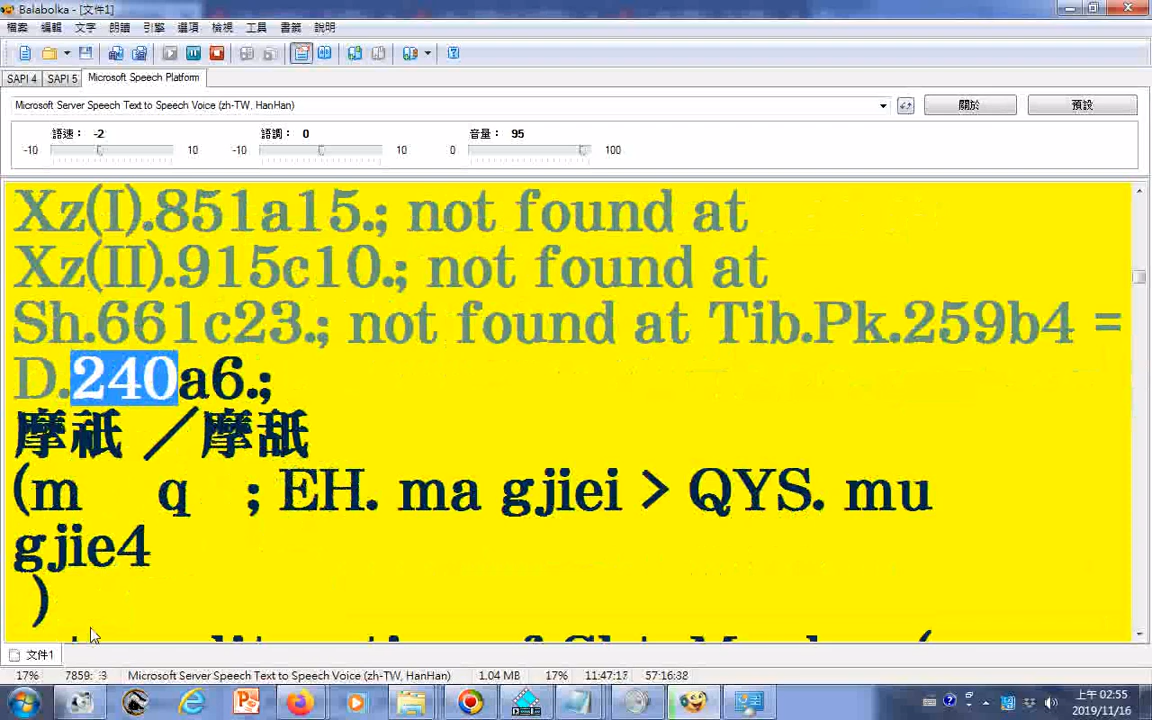 Balabolka - [文件1]
檔案 編輯 文字 朗讀 引擎 選項 檢視 工具 書籤 說明
SAPI 4 SAPI 5 Microsoft Speech Platform
Microsoft Server Speech Text to Speech Voice (zh-TW, HanHan) 關於 預設
語速： -2 語調： 0 音量： 95
-10 10 -10 10 0 100
Xz(I).851a15.; not found at
Xz(II).915c10.; not found at
Sh.661c23.; not found at Tib.Pk.259b4 =
D.240a6.;
摩祇 ／摩舐
(m q ; EH. ma gjiei > QYS. mu
gjie4
)
文件1
17% 7859: Microsoft Server Speech Text to Speech Voice (zh-TW, HanHan) 1.04 MB 17% 57:16:38
上午 02:55
2019/11/16